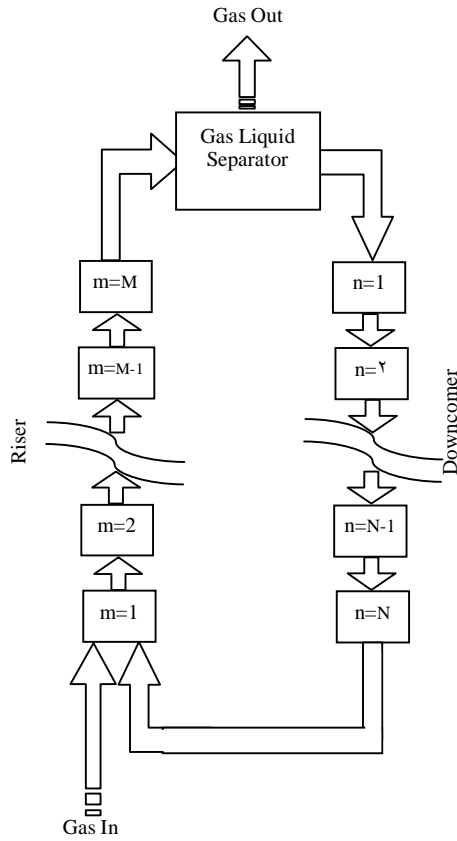 Gas Out
Gas Liquid
Separator
m=M
n=1
m=M-1
n=۲
Riser
Downcomer
m=2
n=N-1
m=1
n=N
Gas In